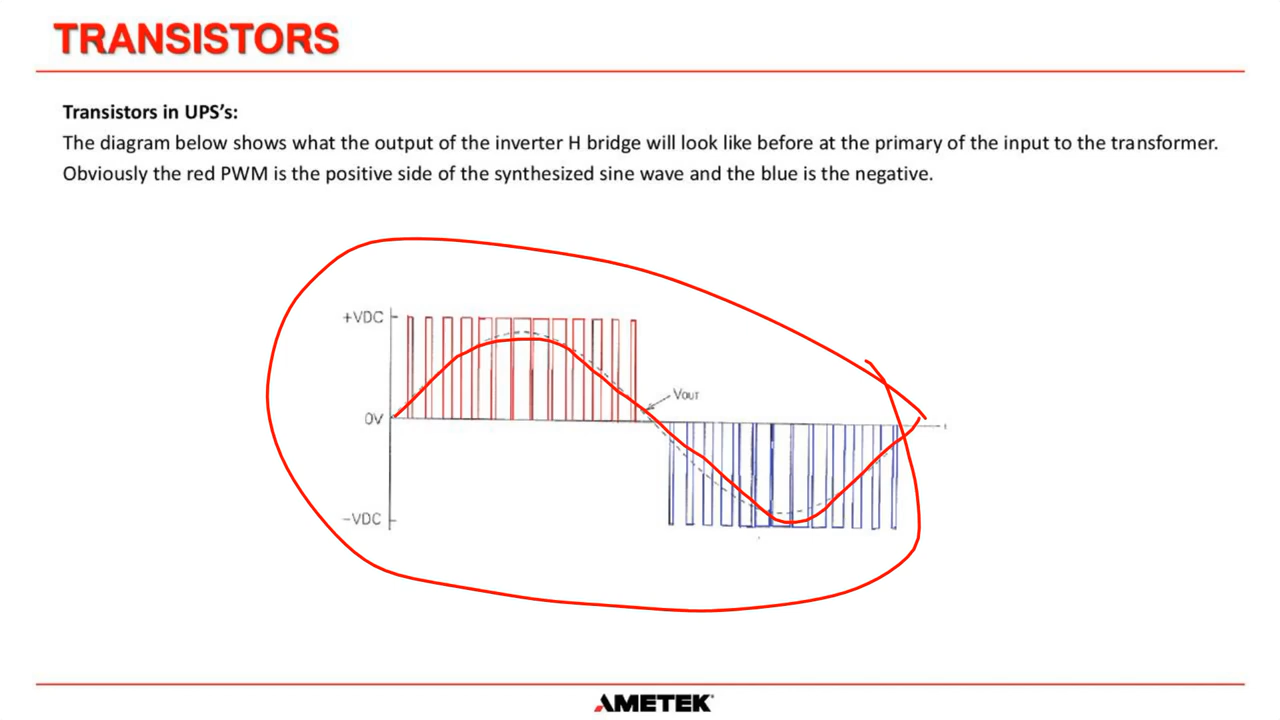 TRANSISTORS
Transistors in UPS’s:
The diagram below shows what the output of the inverter H bridge will look like before at the primary of the input to the transformer.
Obviously the red PWM is the positive side of the synthesized sine wave and the blue is the negative.
+VDC
VOUT
0V
−VDC
AMETEK